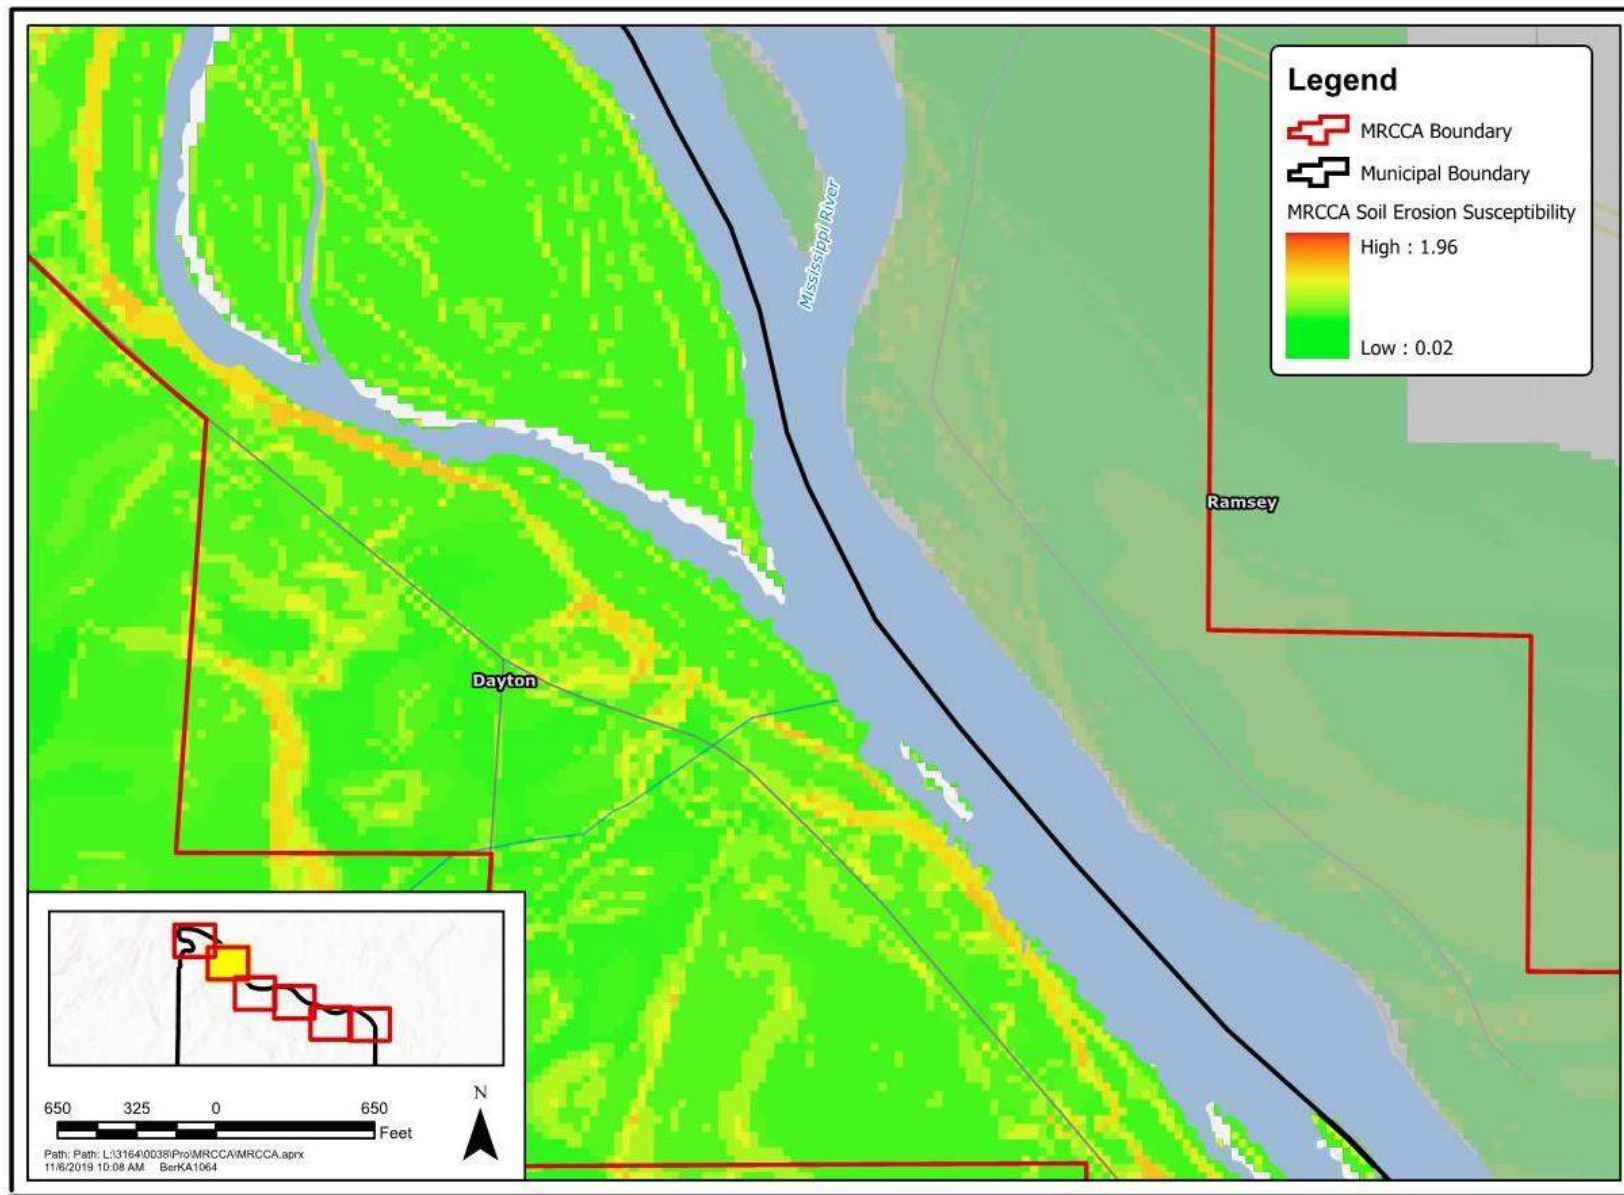 Legend
MRCCA Boundary
Municipal Boundary
MRCCA Soil Erosion Susceptibility
High : 1.96
Low : 0.02
Mississippi River
Ramsey
Dayton
650 325 0 650
Feet
N
Path: Path: L:\3164\0038\Pro\MRCCA\MRCCA.aprx
11/6/2019 10:08 AM BerKA1064